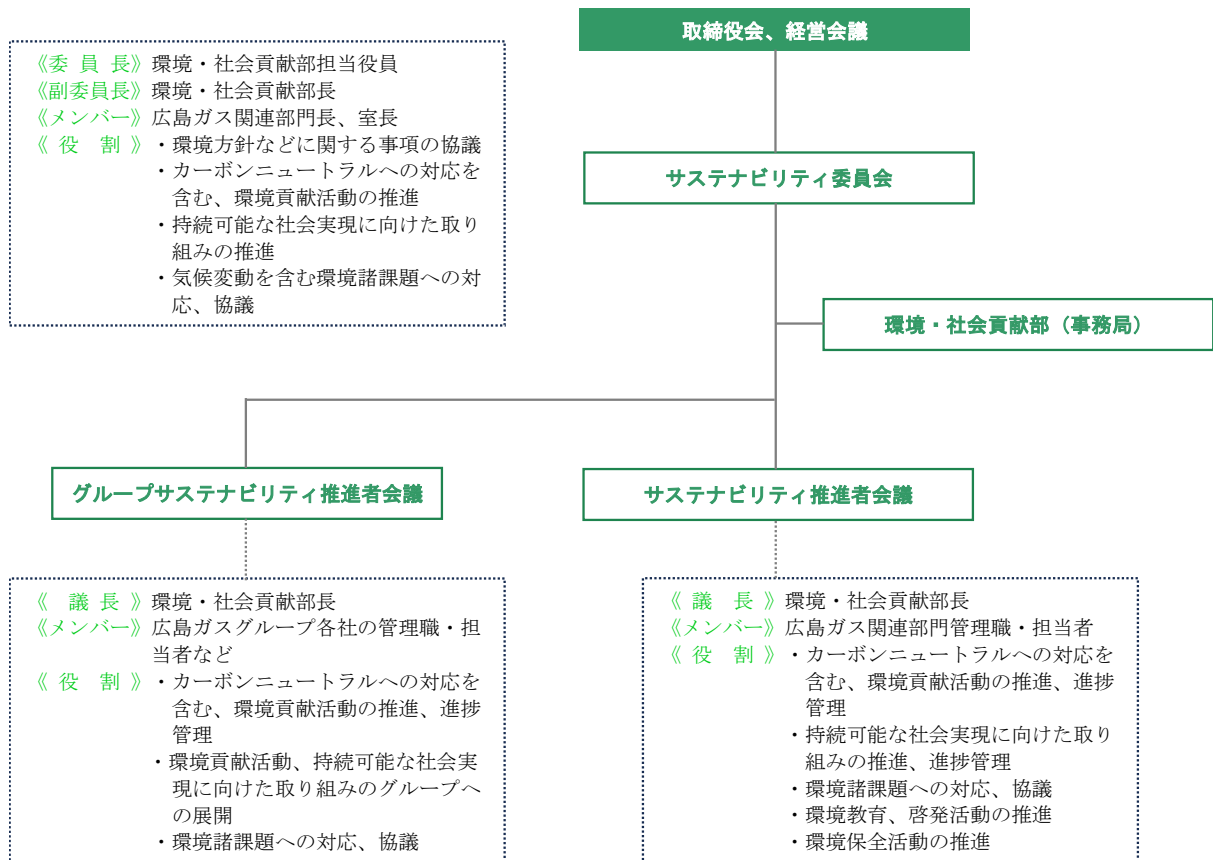 取締役会、経営会議
《委 員 長》環境・社会貢献部担当役員
《副委員長》環境・社会貢献部長
《メンバー》広島ガス関連部門長、室長
《 役　割 》・環境方針などに関する事項の協議
・カーボンニュートラルへの対応を
含む、環境貢献活動の推進
・持続可能な社会実現に向けた取り
組みの推進
・気候変動を含む環境諸課題への対
応、協議
サステナビリティ委員会
環境・社会貢献部（事務局）
グループサステナビリティ推進者会議
《　議 長 》環境・社会貢献部長
《メンバー》広島ガスグループ各社の管理職・担
当者など
《 役　割 》・カーボンニュートラルへの対応を
含む、環境貢献活動の推進、進捗
管理
・環境貢献活動、持続可能な社会実
現に向けた取り組みのグループへ
の展開
・環境諸課題への対応、協議
サステナビリティ推進者会議
《 議　長 》環境・社会貢献部長
《メンバー》広島ガス関連部門管理職・担当者
《 役　割 》・カーボンニュートラルへの対応を
含む、環境貢献活動の推進、進捗
管理
・持続可能な社会実現に向けた取り
組みの推進、進捗管理
・環境諸課題への対応、協議
・環境教育、啓発活動の推進
・環境保全活動の推進